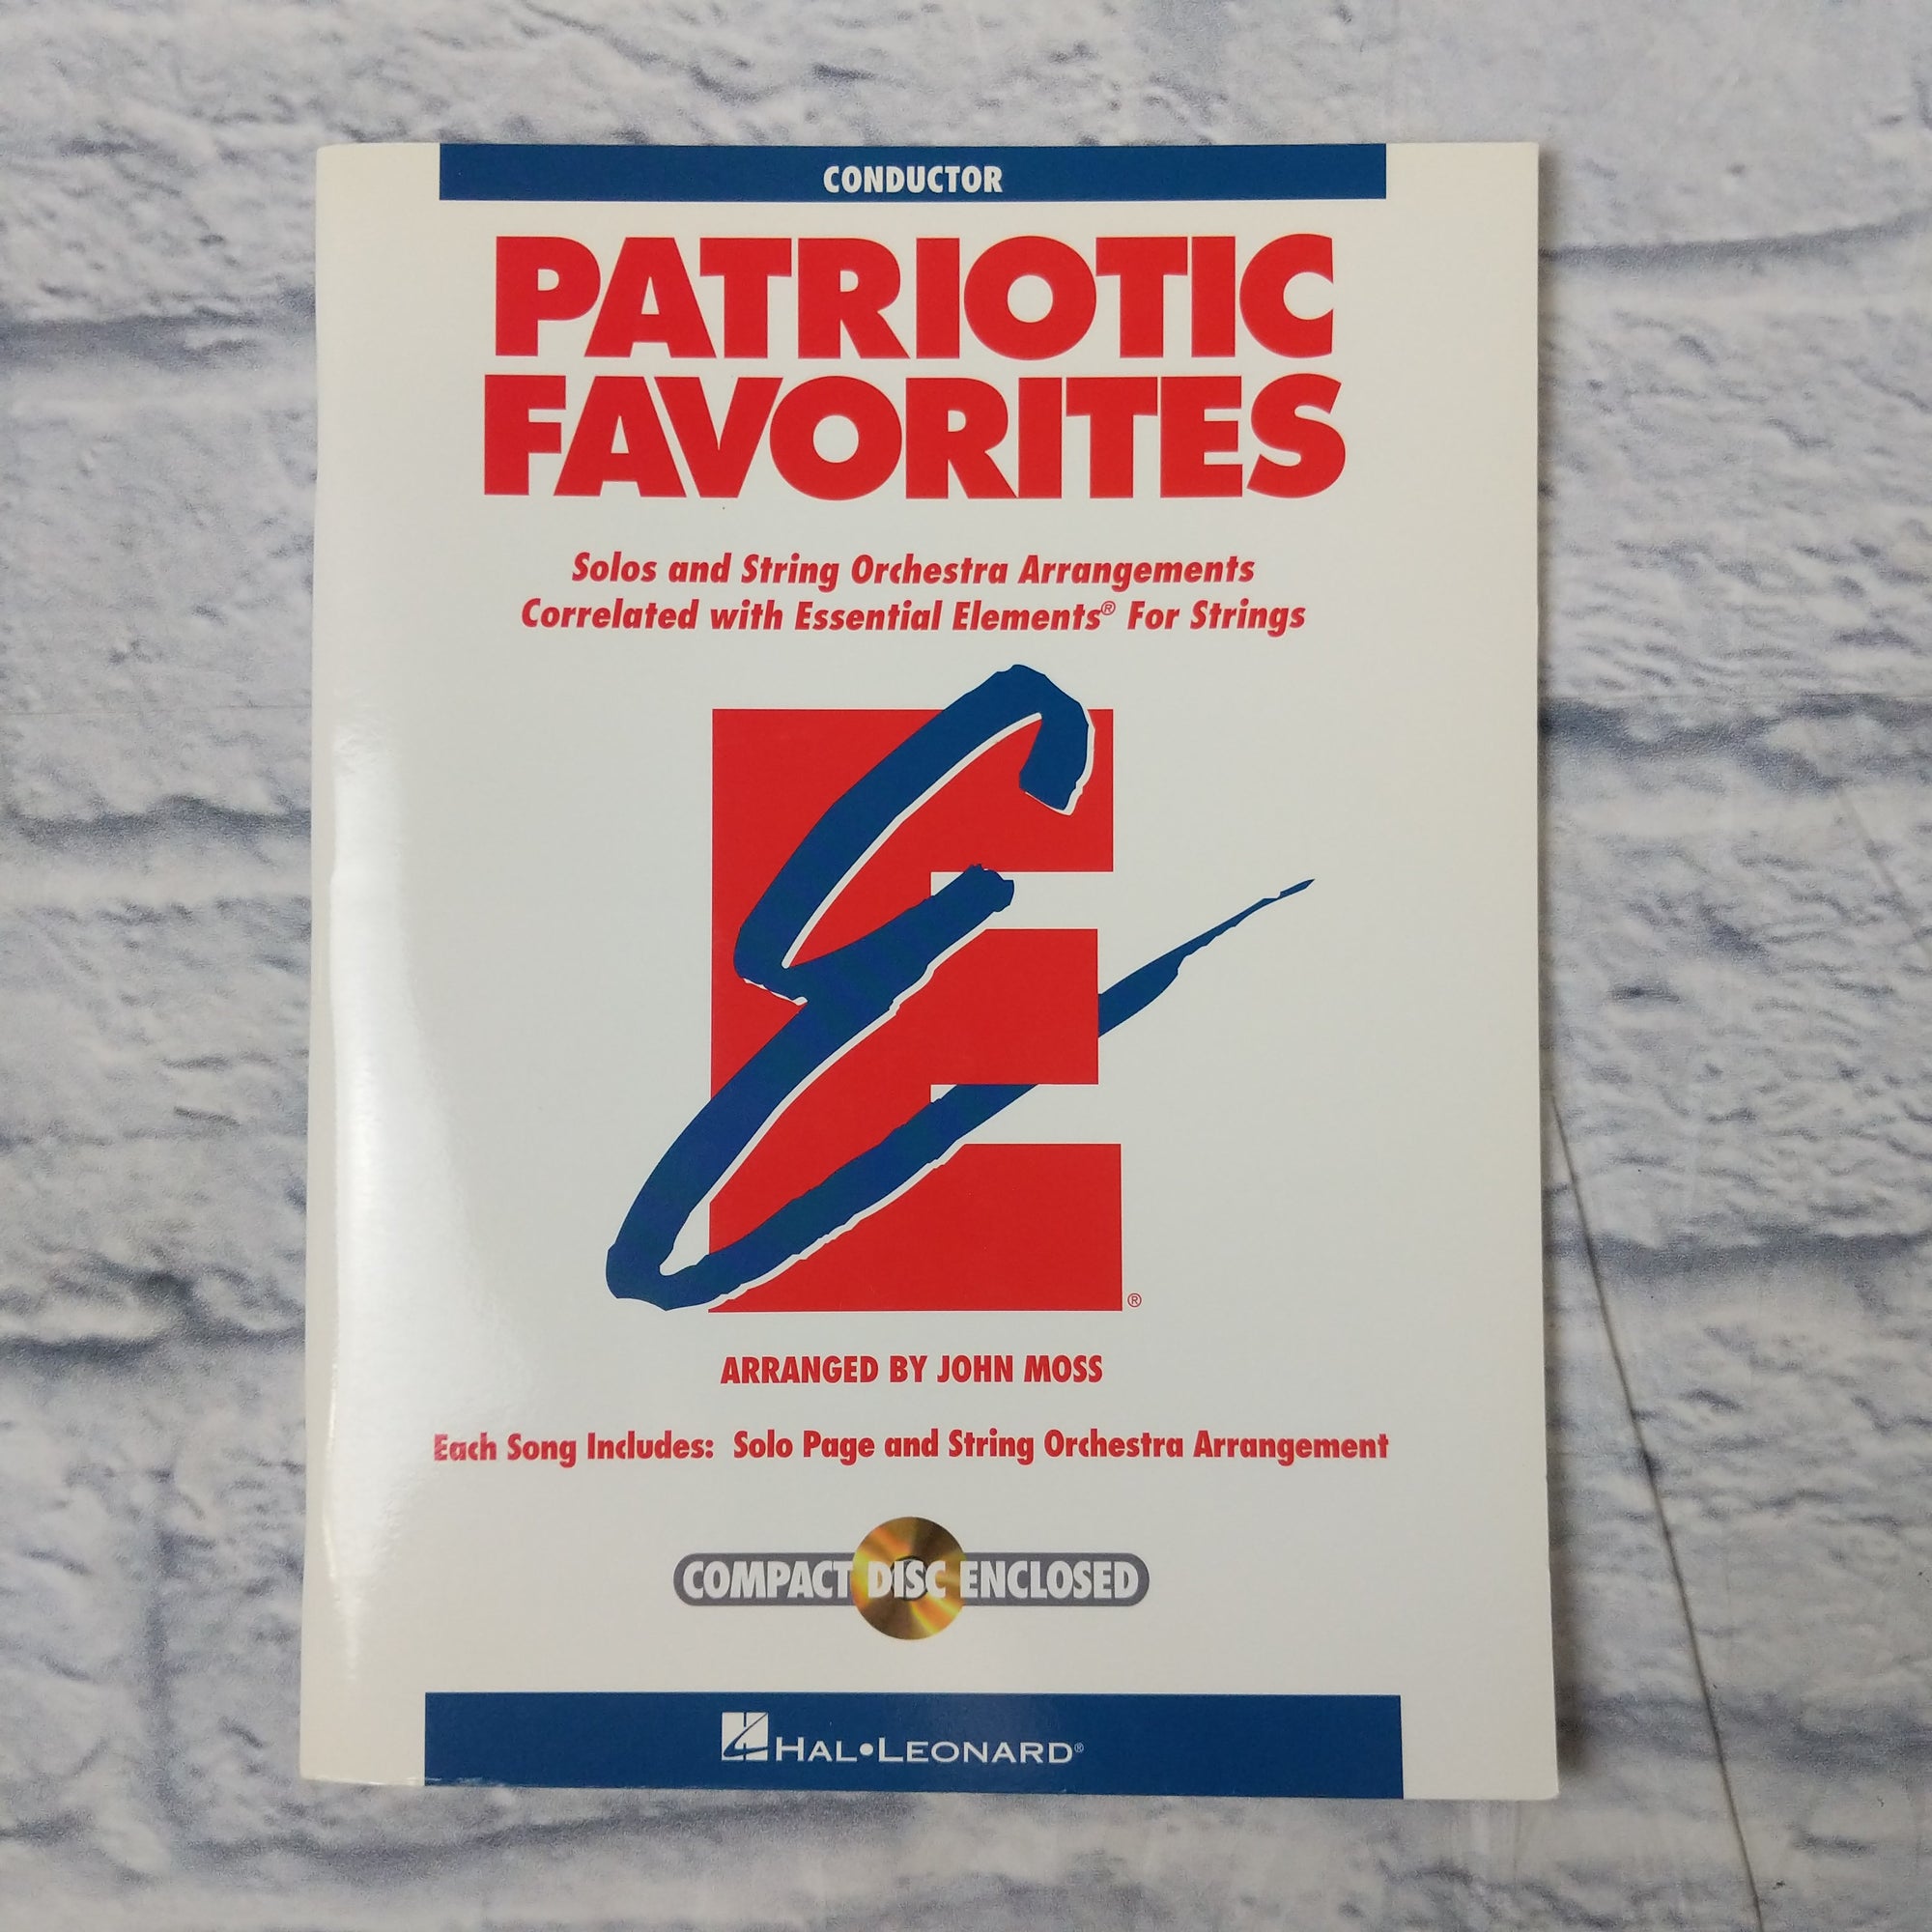 CONDUCTOR
PATRIOTIC
FAVORITES
Solos and String Orchestra Arrangements
Correlated with Essential Elements® For Strings
E
®
ARRANGED BY JOHN MOSS
Each Song Includes: Solo Page and String Orchestra Arrangement
COMPACT DISC ENCLOSED
HAL•LEONARD®